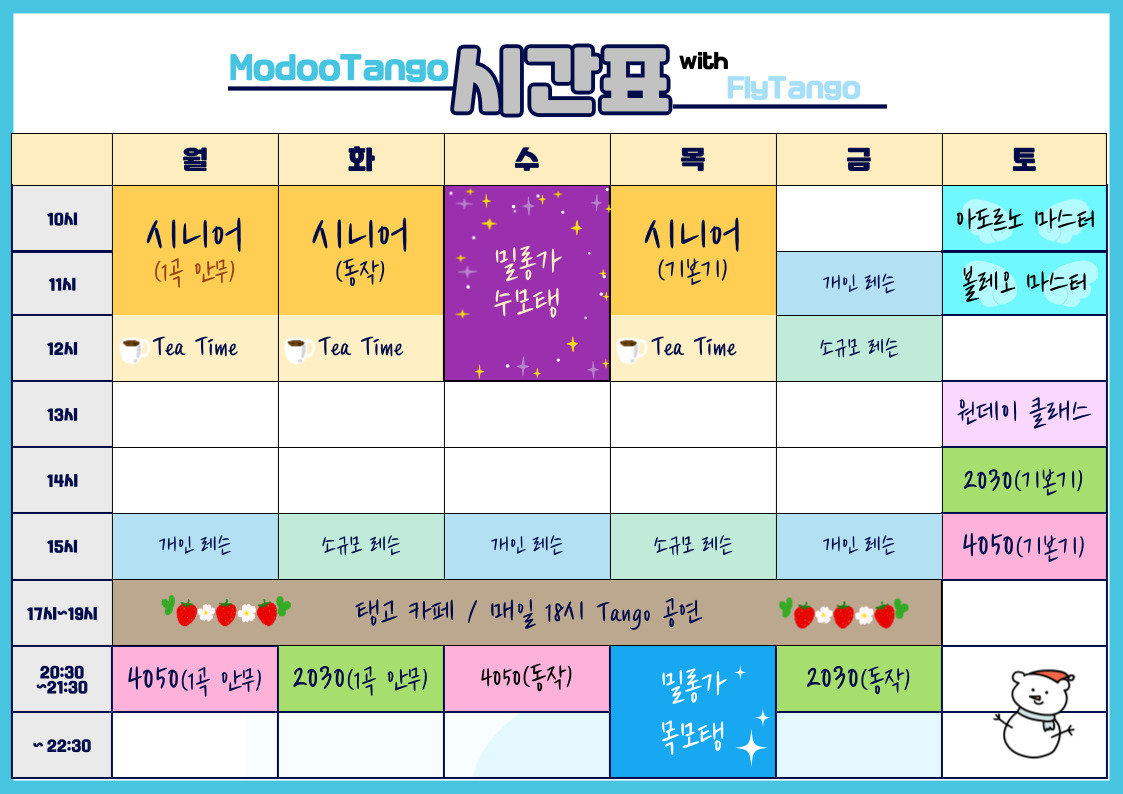 ModooTango 시간표 with FlyTango
월 화 수 목 금 토
10시
시니어
(1곡 안무)
시니어
(동작)
밀롱가
수모탱
시니어
(기본기)
아도르노 마스터
11시
개인 레슨
볼레오 마스터
12시
Tea Time
Tea Time
Tea Time
소규모 레슨
13시
원데이 클래스
14시
2030(기본기)
15시
개인 레슨
소규모 레슨
개인 레슨
소규모 레슨
개인 레슨
4050(기본기)
17시~19시
탱고 카페 / 매일 18시 Tango 공연
20:30
~21:30
4050(1곡 안무)
2030(1곡 안무)
4050(동작)
밀롱가
목모탱
2030(동작)
~ 22:30